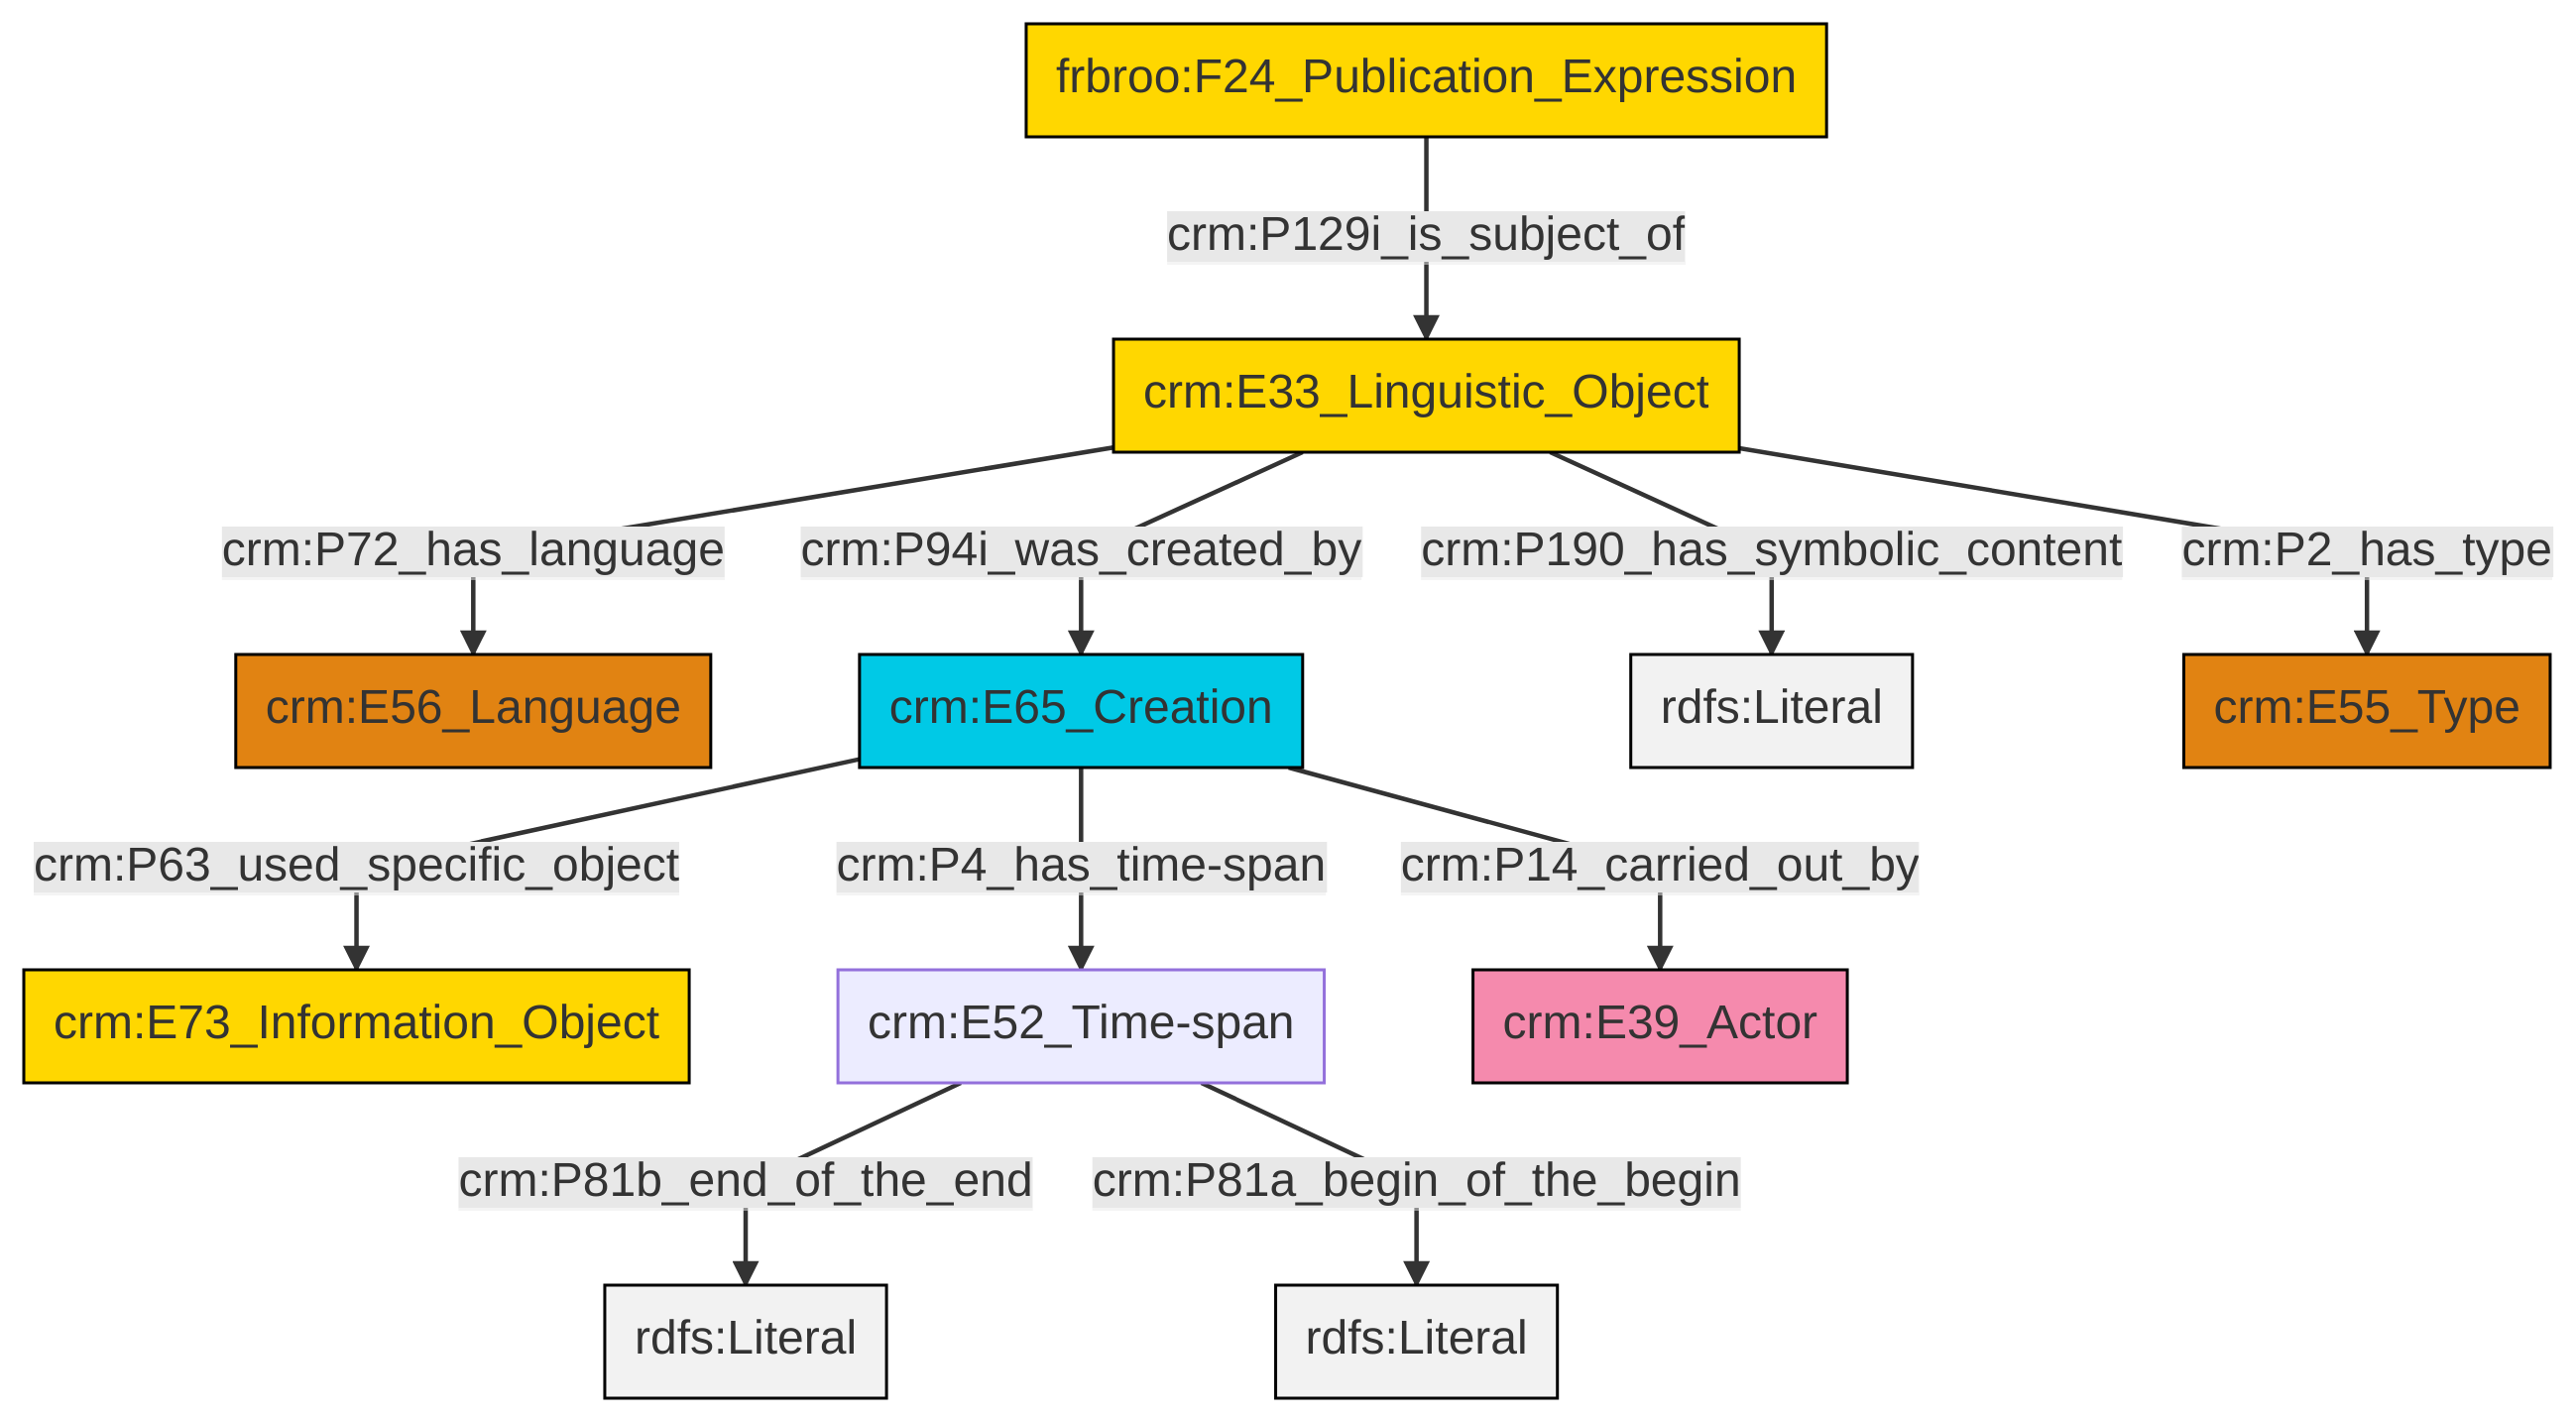 frbroo:F24_Publication_Expression
crm:P129i_is_subject_of
crm:E33_Linguistic_Object
crm:P72_has_language
crm:P94i_was_created_by
crm:P190_has_symbolic_content
crm:P2_has_type
crm:E56_Language
crm:E65_Creation
rdfs:Literal
crm:E55_Type
crm:P63_used_specific_object
crm:P4_has_time-span
crm:P14_carried_out_by
crm:E73_Information_Object
crm:E52_Time-span
crm:E39_Actor
crm:P81b_end_of_the_end
crm:P81a_begin_of_the_begin
rdfs:Literal
rdfs:Literal